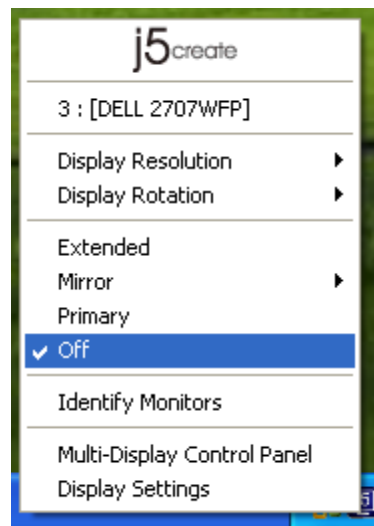 j5create
3 : [DELL 2707WFP]
Display Resolution
Display Rotation
Extended
Mirror
Primary
Off
Identify Monitors
Multi-Display Control Panel
Display Settings